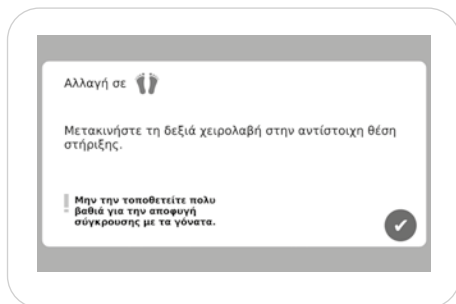 Αλλαγή σε
Μετακινήστε τη δεξιά χειρολαβή στην αντίστοιχη θέση
στήριξης.
Μην την τοποθετείτε πολυ
βαθιά για την αποφυγή
σύγκρουσης με τα γόνατα.